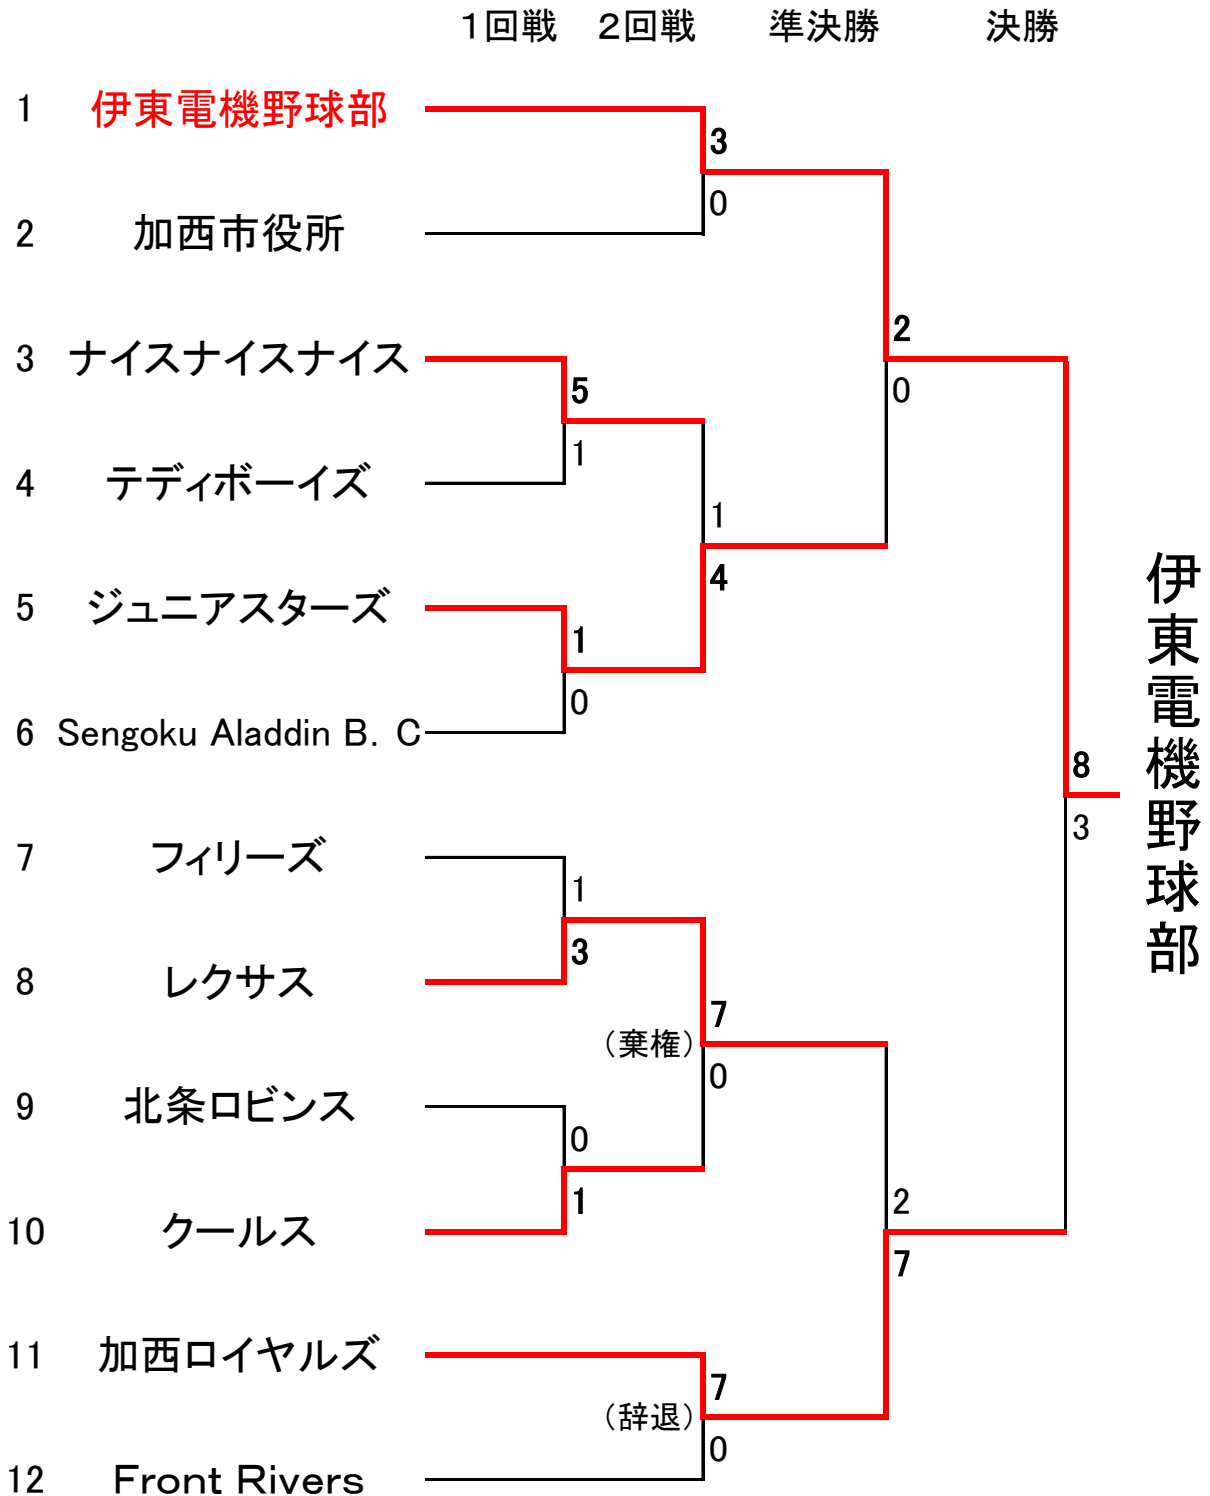 1回戦 2回戦 準決勝 決勝
1 伊東電機野球部
3
0
2 加西市役所
2
0
3 ナイスナイスナイス
5
1
4 テディボーイズ
1
4
5 ジュニアスターズ
1
0
6 Sengoku Aladdin B. C
8
3
伊東電機野球部
7 フィリーズ
1
3
8 レクサス
7
(棄権)
0
9 北条ロビンス
0
1
10 クールス
2
7
11 加西ロイヤルズ
7
(辞退)
0
12 Front Rivers